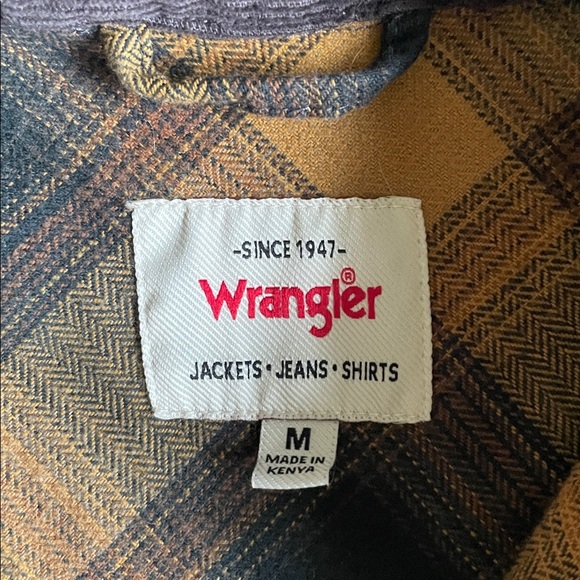 -SINCE 1947-
Wrangler®
JACKETS • JEANS • SHIRTS
M
MADE IN
KENYA